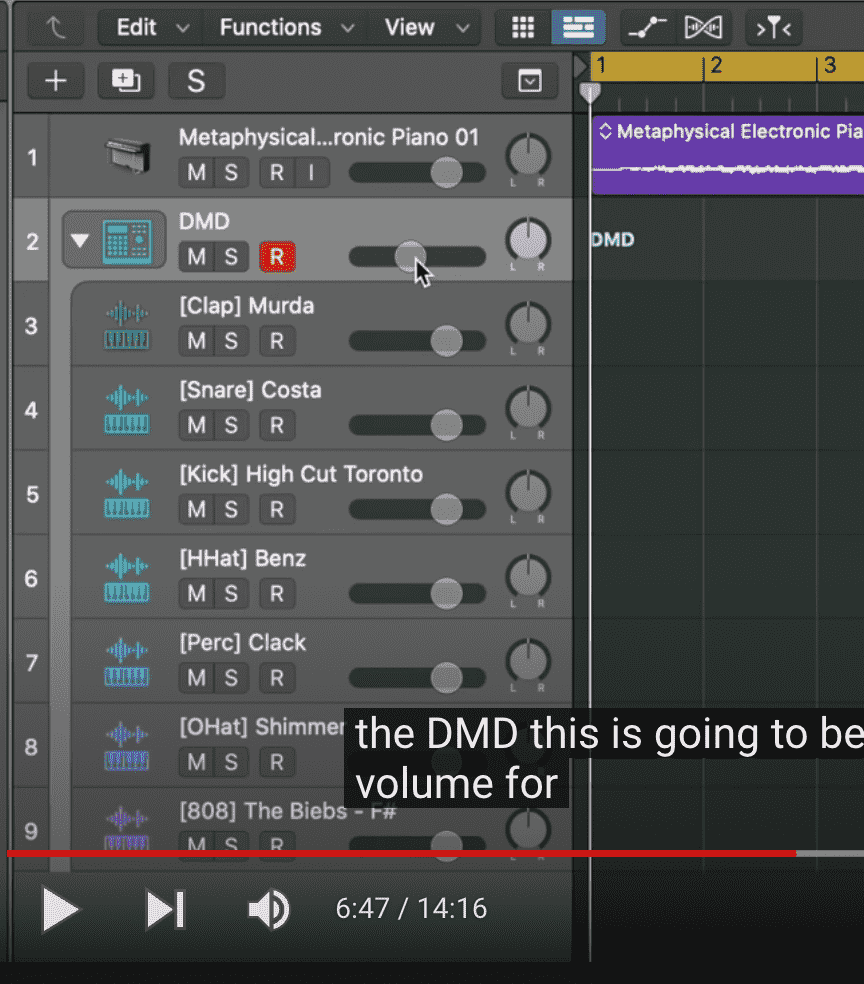 Edit Functions View
S
1 2 3
1 Metaphysical...ronic Piano 01
M S R I
L R
Metaphysical Electronic Pia
2 DMD
M S R
L R
DMD
3 [Clap] Murda
M S R
L R
4 [Snare] Costa
M S R
L R
5 [Kick] High Cut Toronto
M S R
L R
6 [HHat] Benz
M S R
L R
7 [Perc] Clack
M S R
L R
8 [OHat] Shimmer
M S R
the DMD this is going to be
volume for
9 [808] The Biebs - F#
M S R
L R
6:47 / 14:16